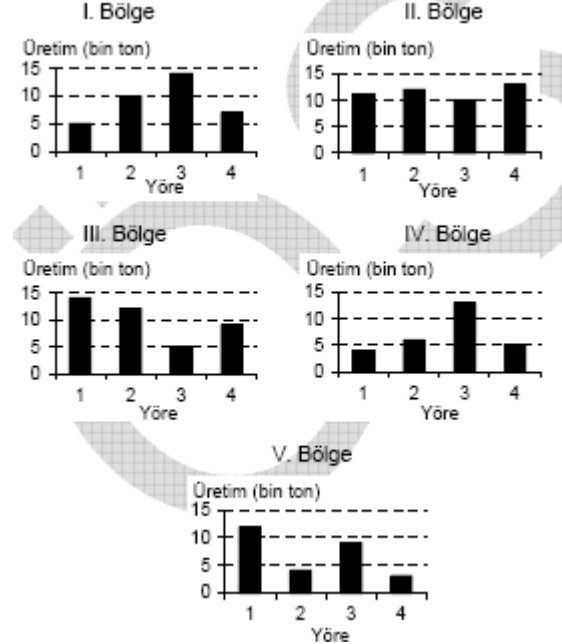 I. Bölge
Üretim (bin ton)
15
10
5
0
1 2 3 4
Yöre
II. Bölge
Üretim (bin ton)
15
10
5
0
1 2 3 4
Yöre
III. Bölge
Üretim (bin ton)
15
10
5
0
1 2 3 4
Yöre
IV. Bölge
Üretim (bin ton)
15
10
5
0
1 2 3 4
Yöre
V. Bölge
Üretim (bin ton)
15
10
5
0
1 2 3 4
Yöre